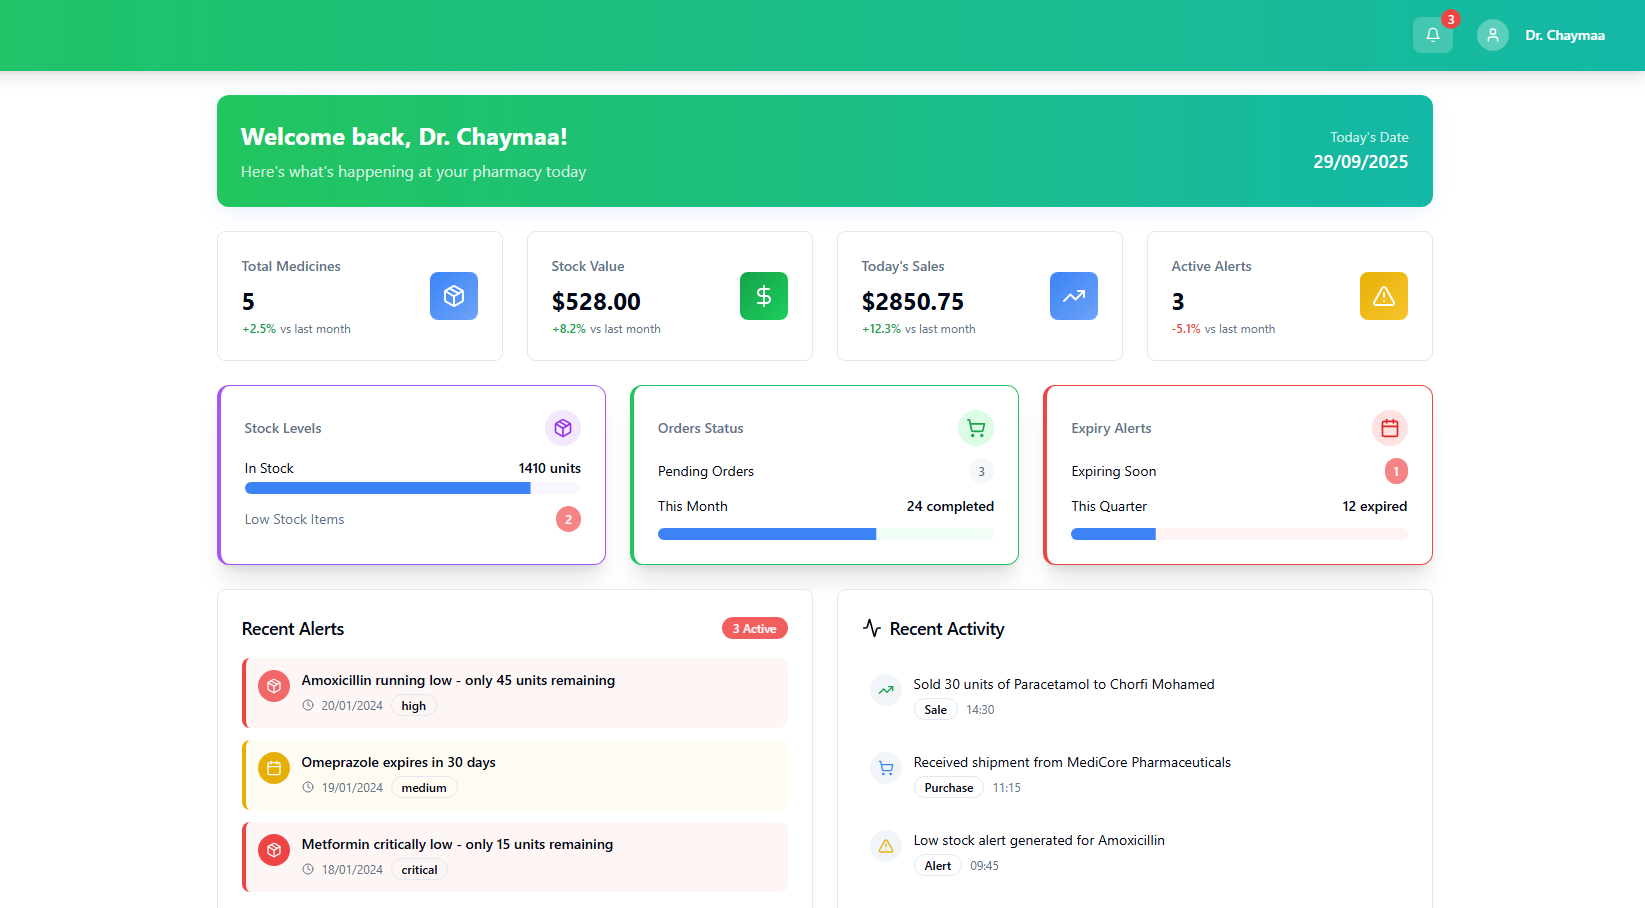 3
Dr. Chaymaa
Welcome back, Dr. Chaymaa!
Here's what's happening at your pharmacy today
Today's Date
29/09/2025
Total Medicines
5
+2.5% vs last month
Stock Value
$528.00
+8.2% vs last month
Today's Sales
$2850.75
+12.3% vs last month
Active Alerts
3
-5.1% vs last month
Stock Levels
In Stock 1410 units
Low Stock Items 2
Orders Status
Pending Orders 3
This Month 24 completed
Expiry Alerts
Expiring Soon 1
This Quarter 12 expired
Recent Alerts 3 Active
Amoxicillin running low - only 45 units remaining
20/01/2024 high
Omeprazole expires in 30 days
19/01/2024 medium
Metformin critically low - only 15 units remaining
18/01/2024 critical
Recent Activity
Sold 30 units of Paracetamol to Chorfi Mohamed
Sale 14:30
Received shipment from MediCore Pharmaceuticals
Purchase 11:15
Low stock alert generated for Amoxicillin
Alert 09:45